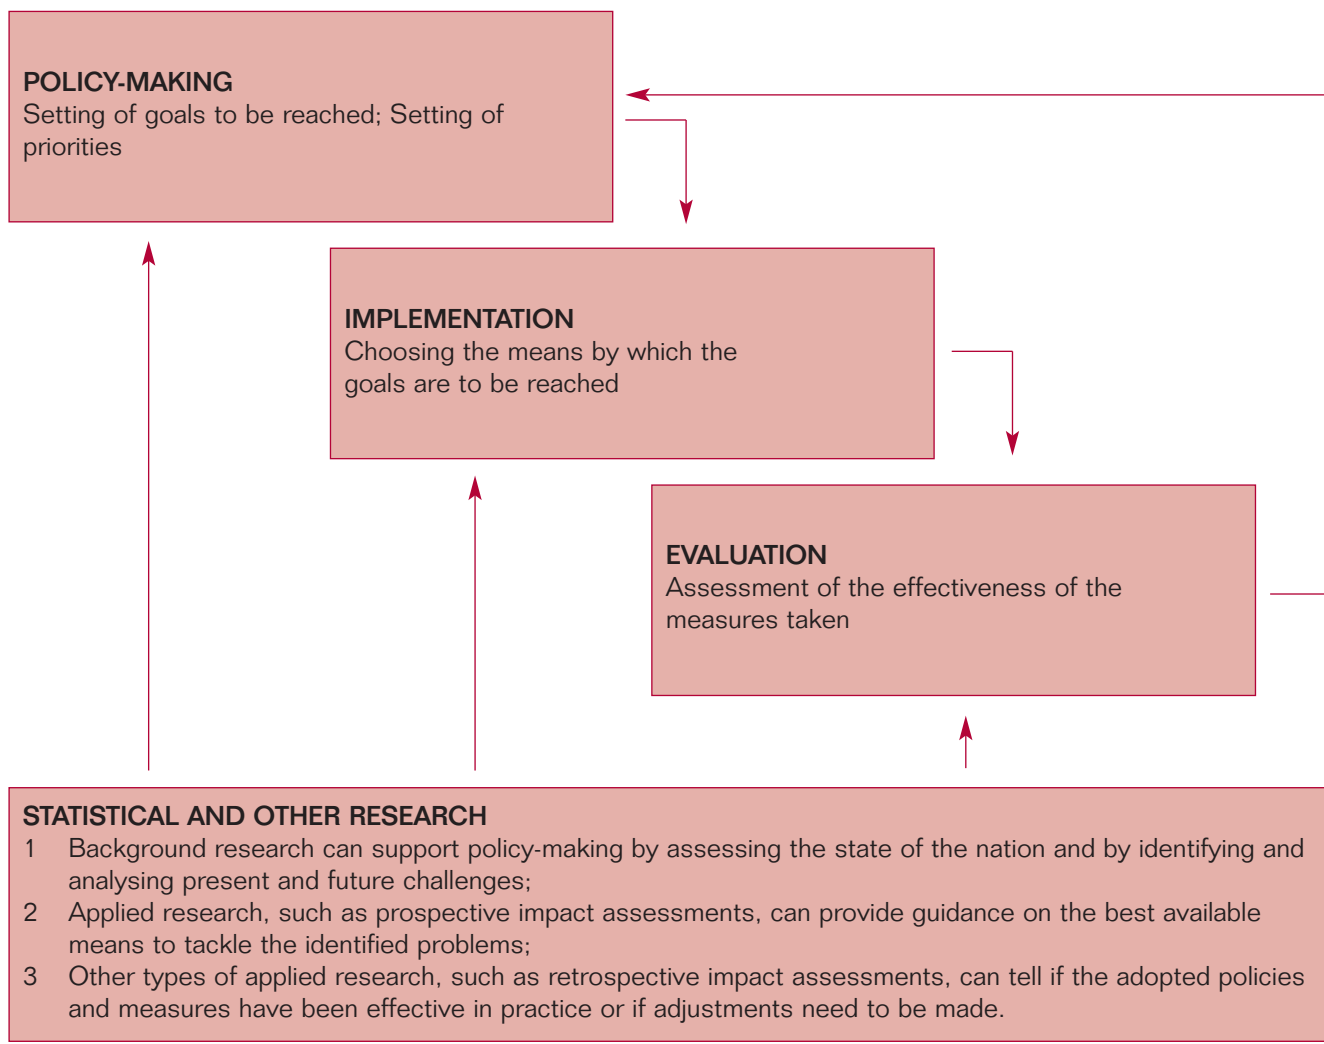 POLICY-MAKING
Setting of goals to be reached; Setting of
priorities
IMPLEMENTATION
Choosing the means by which the
goals are to be reached
EVALUATION
Assessment of the effectiveness of the
measures taken
STATISTICAL AND OTHER RESEARCH
1 Background research can support policy-making by assessing the state of the nation and by identifying and
analysing present and future challenges;
2 Applied research, such as prospective impact assessments, can provide guidance on the best available
means to tackle the identified problems;
3 Other types of applied research, such as retrospective impact assessments, can tell if the adopted policies
and measures have been effective in practice or if adjustments need to be made.